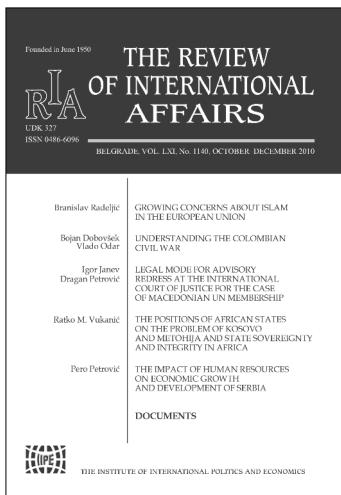 Founded in June 1950
THE REVIEW
OF INTERNATIONAL
AFFAIRS
RIA
UDK 327
ISSN 0486-6096
BELGRADE, VOL. LXI, No. 1140, OCTOBER–DECEMBER 2010
Branislav Radeljić
GROWING CONCERNS ABOUT ISLAM
IN THE EUROPEAN UNION
Bojan Dobovšek
Vlado Odar
UNDERSTANDING THE COLOMBIAN
CIVIL WAR
Igor Janev
Dragan Petrović
LEGAL MODE FOR ADVISORY
REDRESS AT THE INTERNATIONAL
COURT OF JUSTICE FOR THE CASE
OF MACEDONIAN UN MEMBERSHIP
Ratko M. Vukanić
THE POSITIONS OF AFRICAN STATES
ON THE PROBLEM OF KOSOVO
AND METOHIJA AND STATE SOVEREIGNTY
AND INTEGRITY IN AFRICA
Pero Petrović
THE IMPACT OF HUMAN RESOURCES
ON ECONOMIC GROWTH
AND DEVELOPMENT OF SERBIA
DOCUMENTS
IIPE
THE INSTITUTE OF INTERNATIONAL POLITICS AND ECONOMICS